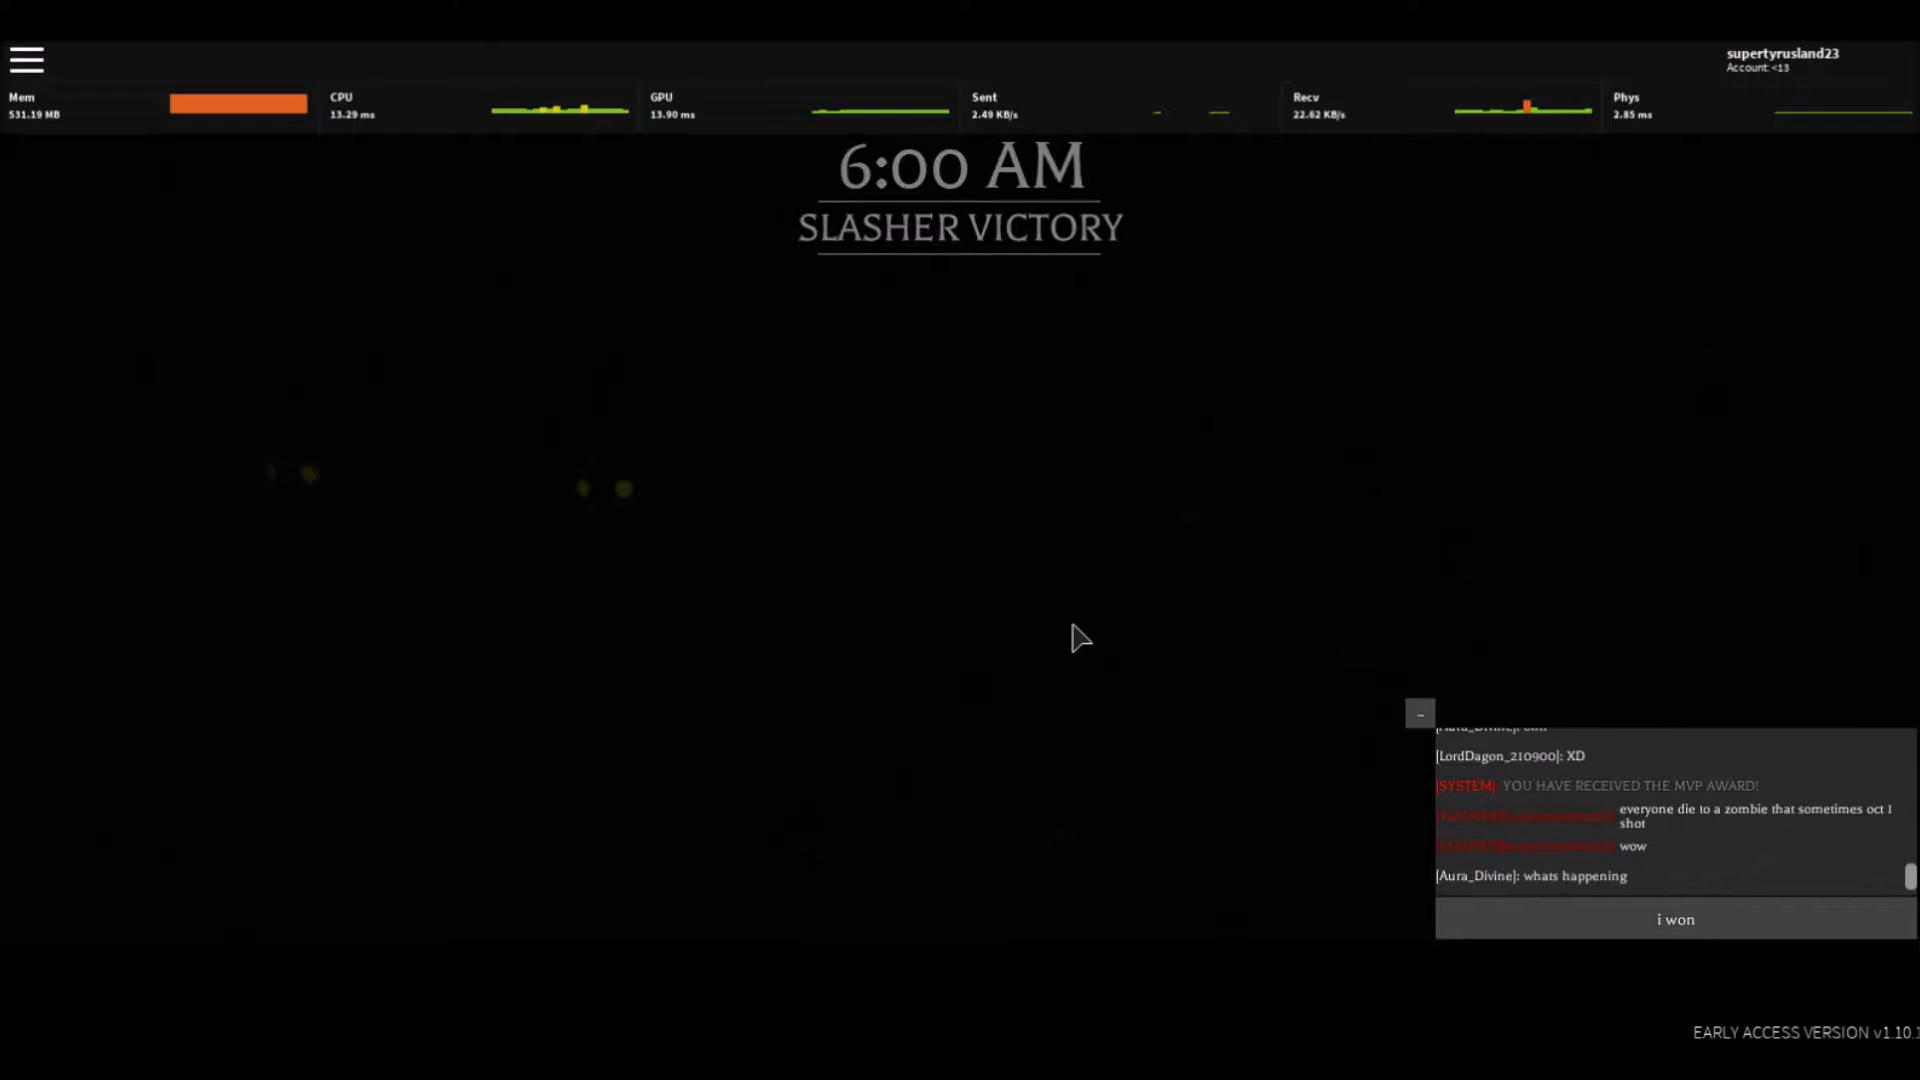 supertyrusland23
Account: <13
Mem
531.19 MB
CPU
13.29 ms
GPU
13.90 ms
Sent
2.49 KB/s
Recv
22.62 KB/s
Phys
2.85 ms
6:00 AM
SLASHER VICTORY
[LordDagon_210900]: XD
[SYSTEM] YOU HAVE RECEIVED THE MVP AWARD!
everyone die to a zombie that sometimes oct I
shot
wow
[Aura_Divine]: whats happening
i won
EARLY ACCESS VERSION v1.10.1